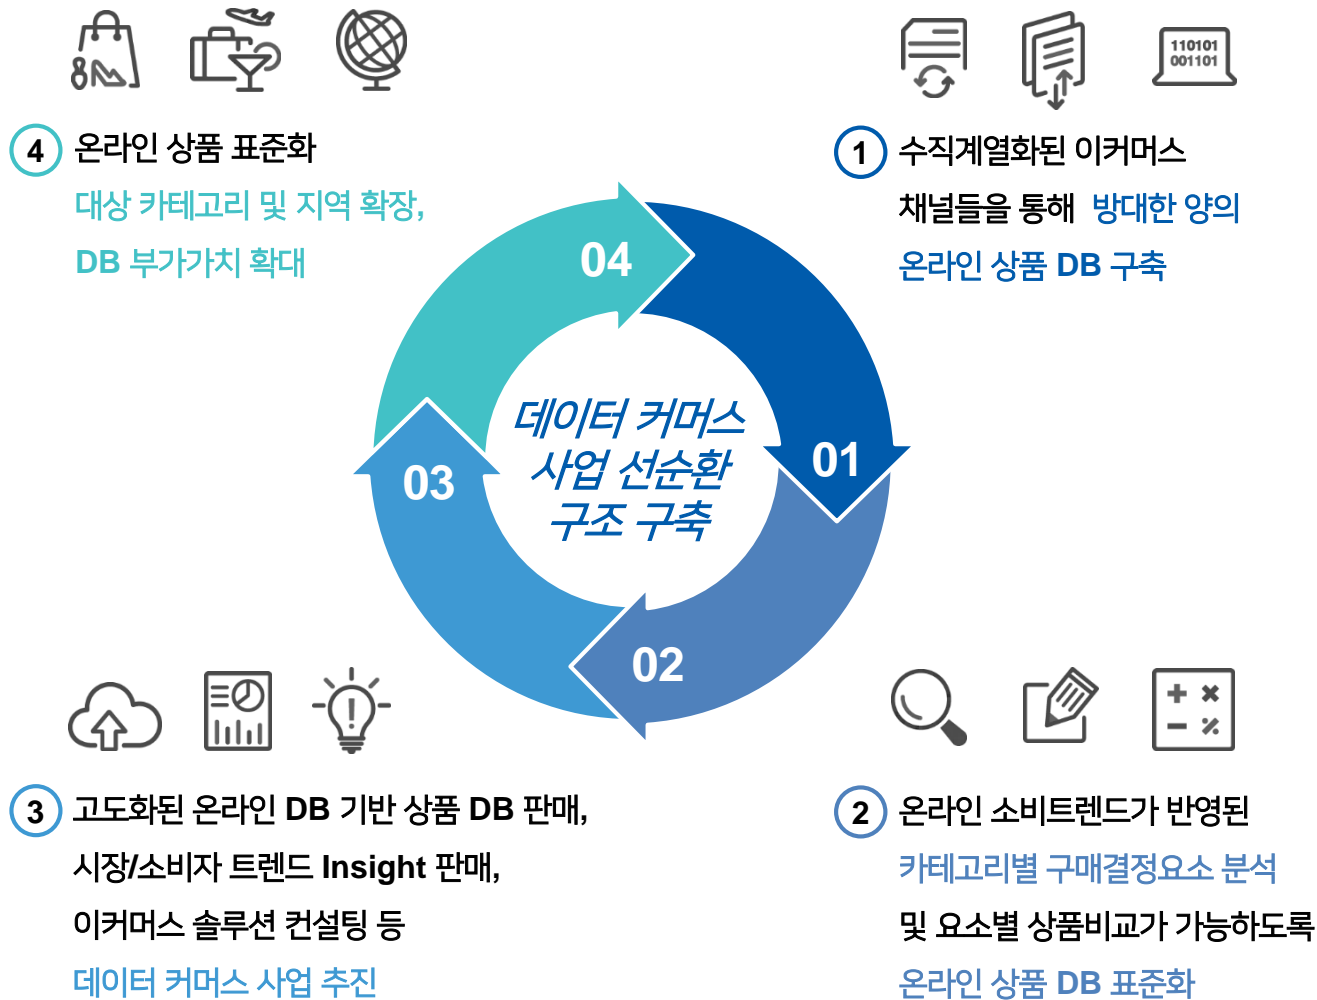 110101
001101
4 온라인 상품 표준화
대상 카테고리 및 지역 확장,
DB 부가가치 확대
1 수직계열화된 이커머스
채널들을 통해 방대한 양의
온라인 상품 DB 구축
04
01
03
02
데이터 커머스
사업 선순환
구조 구축
3 고도화된 온라인 DB 기반 상품 DB 판매,
시장/소비자 트렌드 Insight 판매,
이커머스 솔루션 컨설팅 등
데이터 커머스 사업 추진
2 온라인 소비트렌드가 반영된
카테고리별 구매결정요소 분석
및 요소별 상품비교가 가능하도록
온라인 상품 DB 표준화